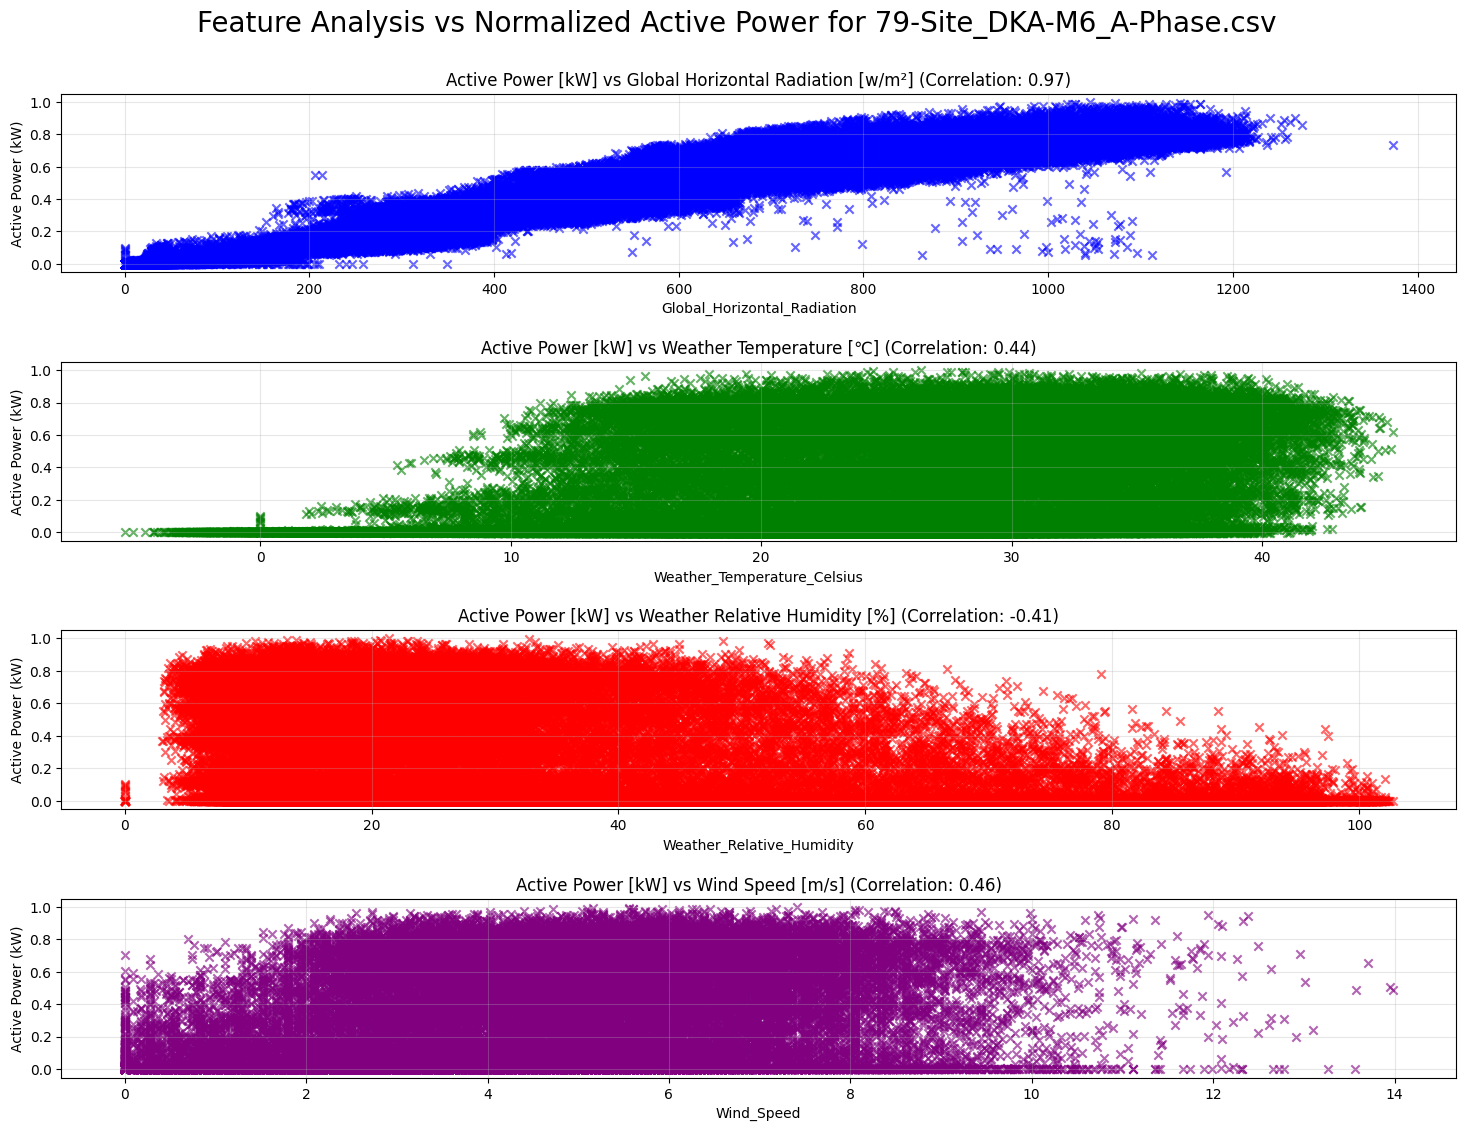 Feature Analysis vs Normalized Active Power for 79-Site_DKA-M6_A-Phase.csv
Active Power [kW] vs Global Horizontal Radiation [w/m²] (Correlation: 0.97)
Active Power (kW)
1.0
0.8
0.6
0.4
0.2
0.0
0 200 400 600 800 1000 1200 1400
Global_Horizontal_Radiation
Active Power [kW] vs Weather Temperature [℃] (Correlation: 0.44)
Active Power (kW)
1.0
0.8
0.6
0.4
0.2
0.0
0 10 20 30 40
Weather_Temperature_Celsius
Active Power [kW] vs Weather Relative Humidity [%] (Correlation: -0.41)
Active Power (kW)
1.0
0.8
0.6
0.4
0.2
0.0
0 20 40 60 80 100
Weather_Relative_Humidity
Active Power [kW] vs Wind Speed [m/s] (Correlation: 0.46)
Active Power (kW)
1.0
0.8
0.6
0.4
0.2
0.0
0 2 4 6 8 10 12 14
Wind_Speed